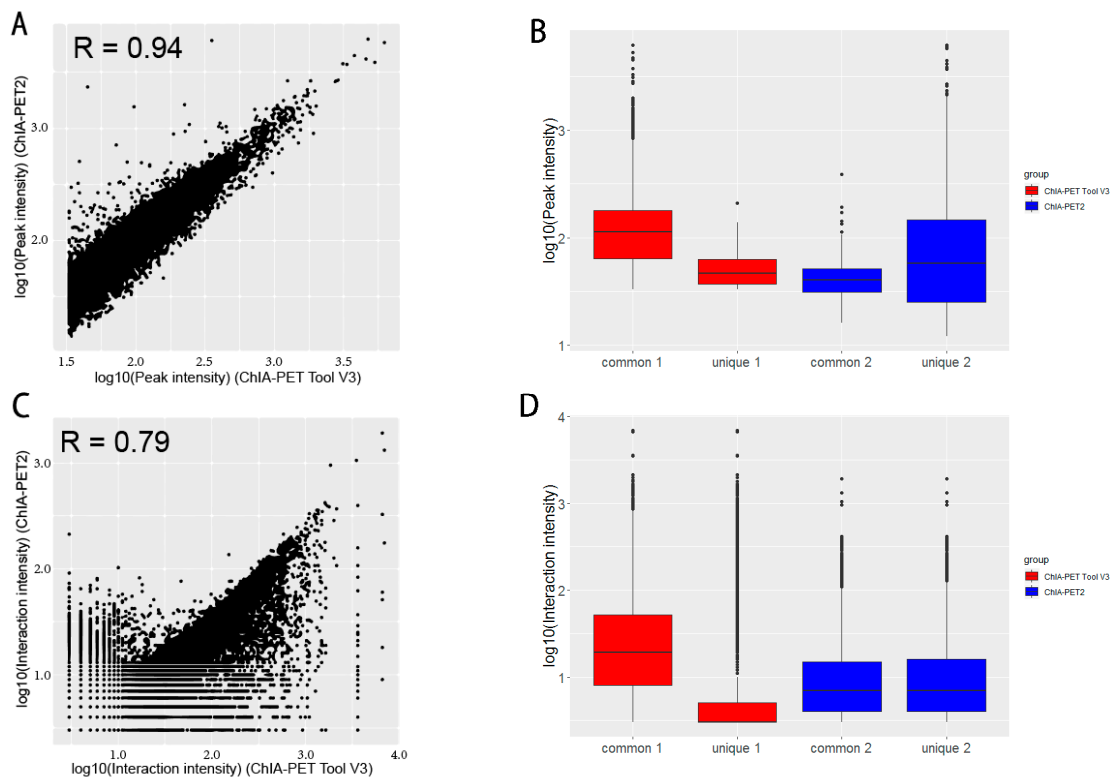 A
R = 0.94
log10(Peak intensity) (ChIA-PET2)
3.0
2.0
1.5 2.0 2.5 3.0 3.5
log10(Peak intensity) (ChIA-PET Tool V3)
B
log10(Peak intensity)
3
2
1
common 1 unique 1 common 2 unique 2
group
ChIA-PET Tool V3
ChIA-PET2
C
R = 0.79
log10(Interaction intensity) (ChIA-PET2)
3.0
2.0
1.0
1.0 2.0 3.0 4.0
log10(Interaction intensity) (ChIA-PET Tool V3)
D
log10(Interaction intensity)
4
3
2
1
common 1 unique 1 common 2 unique 2
group
ChIA-PET Tool V3
ChIA-PET2